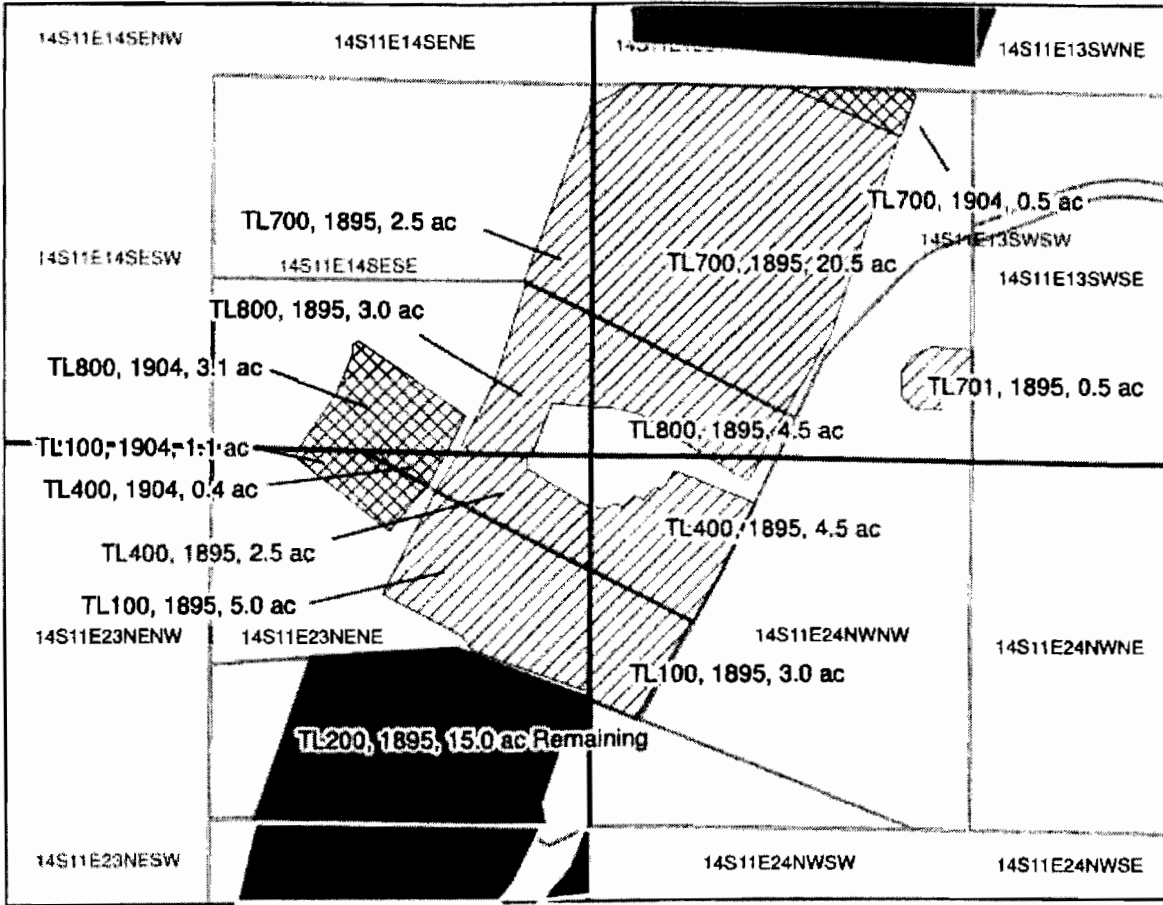 14S11E14SENW
14S11E14SENE
14S11E13SWNE
TL700, 1904, 0.5 ac
TL700, 1895, 2.5 ac
14S11E13SWSW
14S11E14SESW
14S11E14SESE
TL700, 1895, 20.5 ac
14S11E13SWSE
TL800, 1895, 3.0 ac
TL800, 1904, 3.1 ac
TL701, 1895, 0.5 ac
TL800, 1895, 4.5 ac
TL100, 1904, 1.1 ac
TL400, 1904, 0.4 ac
TL400, 1895, 4.5 ac
TL400, 1895, 2.5 ac
TL100, 1895, 5.0 ac
14S11E23NENW
14S11E23NENE
14S11E24NWNW
14S11E24NWNE
TL100, 1895, 3.0 ac
TL200, 1895, 15.0 ac Remaining
14S11E23NESW
14S11E24NWSW
14S11E24NWSE